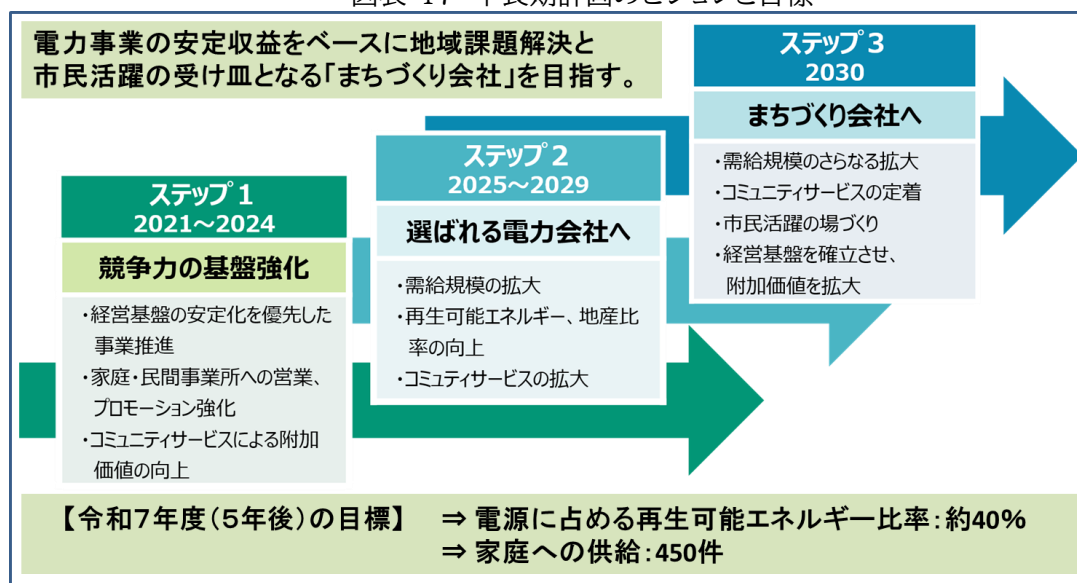 電力事業の安定収益をベースに地域課題解決と
市民活躍の受け皿となる「まちづくり会社」を目指す。
ステップ1
2021～2024
競争力の基盤強化
・経営基盤の安定化を優先した
事業推進
・家庭・民間事業所への営業、
プロモーション強化
・コミュニティサービスによる附加
価値の向上
ステップ2
2025～2029
選ばれる電力会社へ
・需給規模の拡大
・再生可能エネルギー、地産比
率の向上
・コミュティサービスの拡大
ステップ3
2030
まちづくり会社へ
・需給規模のさらなる拡大
・コミュニティサービスの定着
・市民活躍の場づくり
・経営基盤を確立させ、
附加価値を拡大
【令和7年度(5年後)の目標】 ⇒ 電源に占める再生可能エネルギー比率:約40%
⇒ 家庭への供給:450件